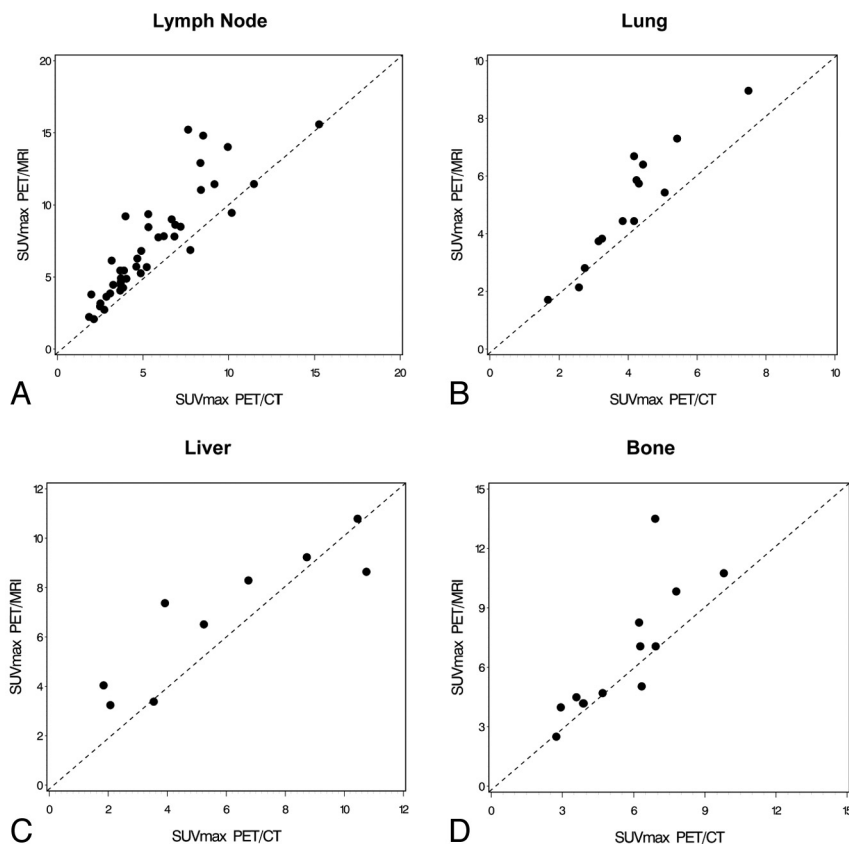 Lymph Node
SUVmax PET/MRI
20
15
10
5
0
0 5 10 15 20
SUVmax PET/CT
A
Lung
SUVmax PET/MRI
10
8
6
4
2
0
0 2 4 6 8 10
SUVmax PET/CT
B
Liver
SUVmax PET/MRI
12
10
8
6
4
2
0
0 2 4 6 8 10 12
SUVmax PET/CT
C
Bone
SUVmax PET/MRI
15
12
9
6
3
0
0 3 6 9 12 15
SUVmax PET/CT
D